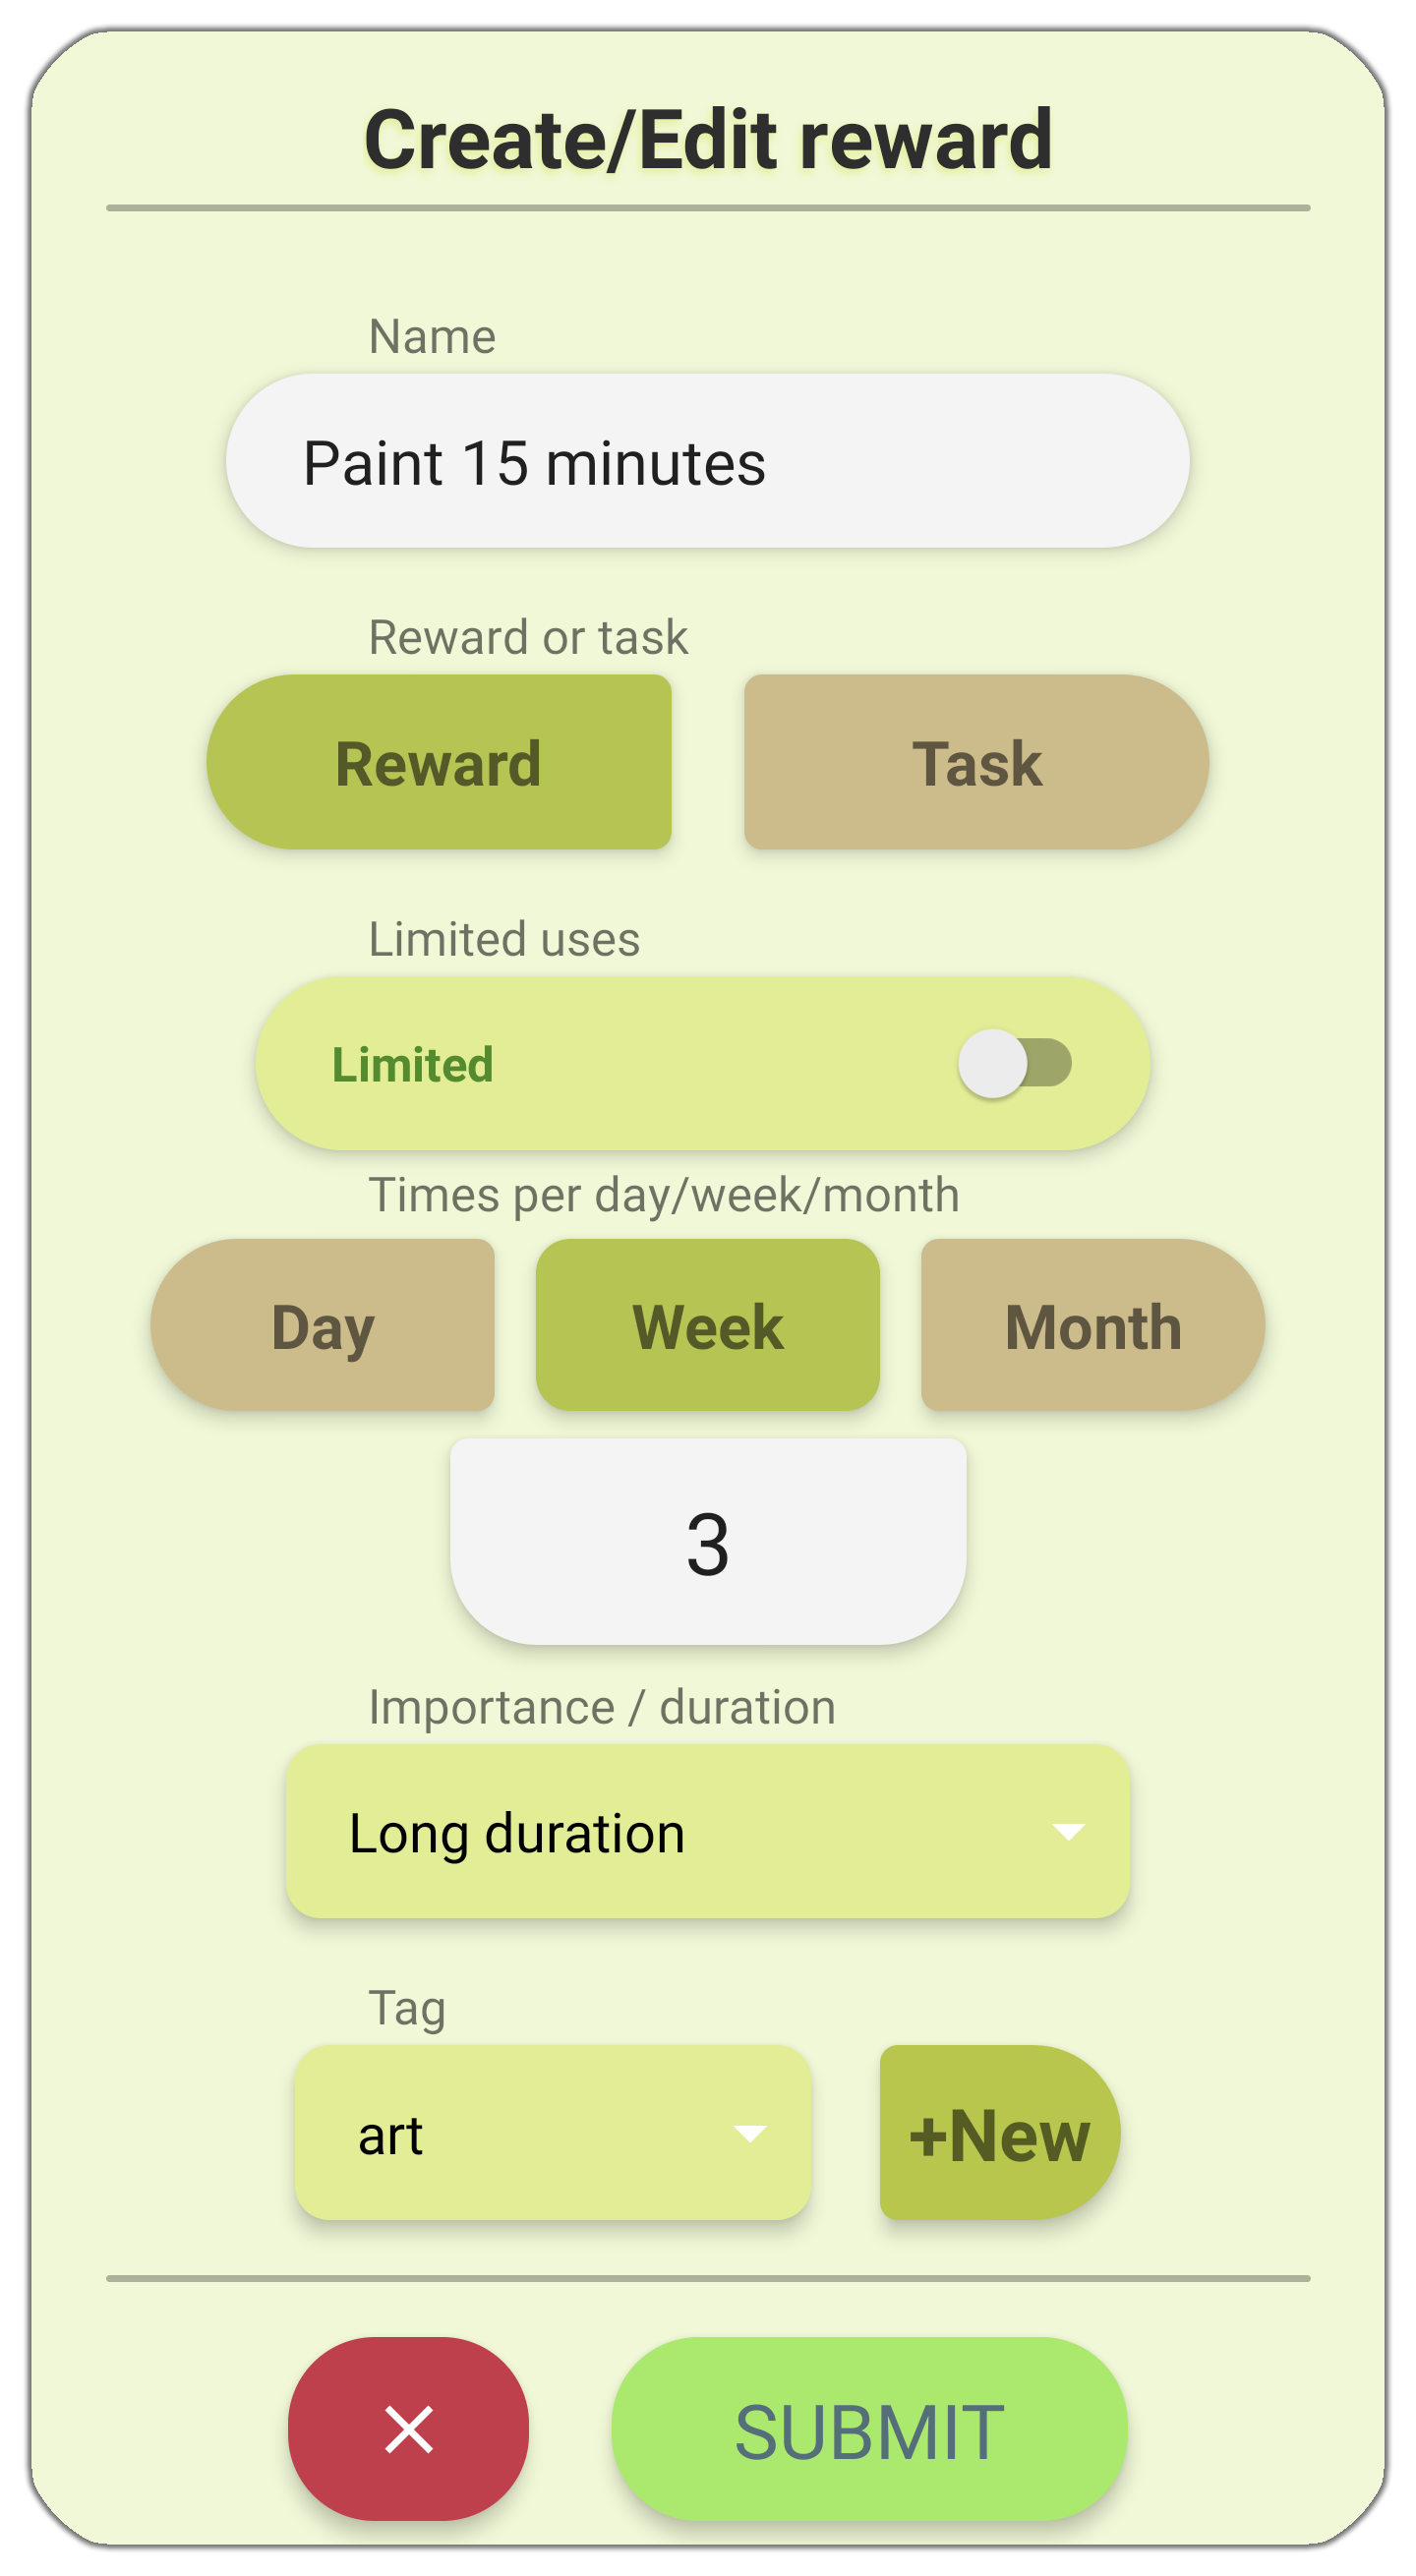 Create/Edit reward
Name
Paint 15 minutes
Reward or task
Reward
Task
Limited uses
Limited
Times per day/week/month
Day
Week
Month
3
Importance / duration
Long duration
Tag
art
+New
SUBMIT